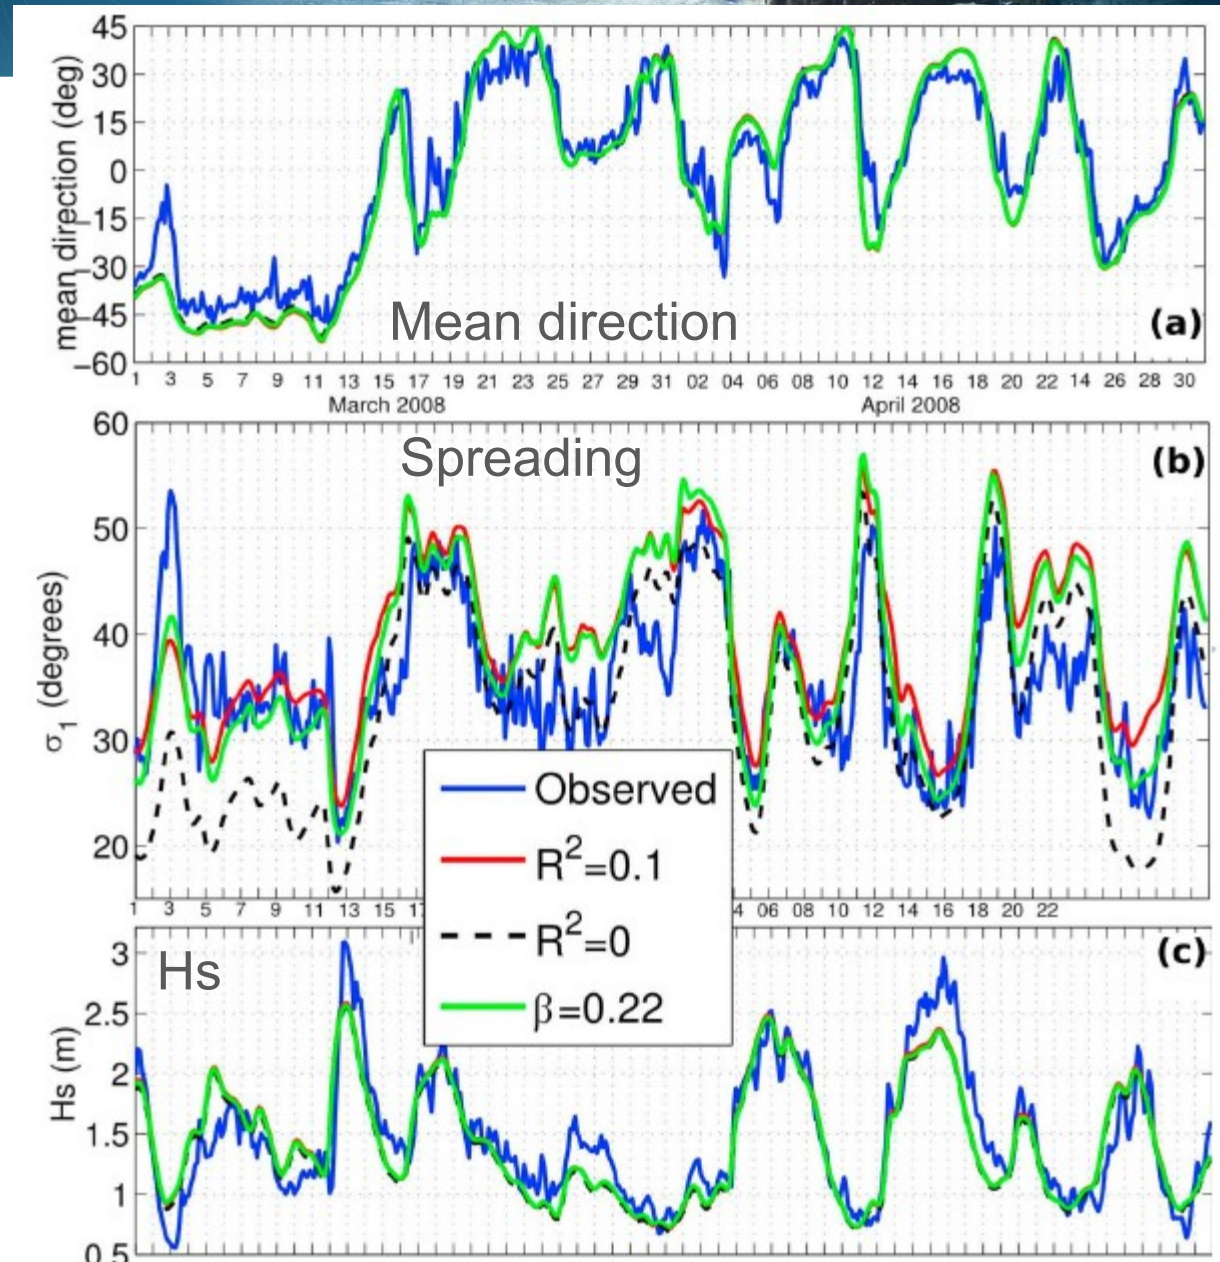 45
30
15
0
−15
−30
−45
−60
mean direction (deg)
Mean direction
(a)
1 3 5 7 9 11 13 15 17 19 21 23 25 27 29 31 02 04 06 08 10 12 14 16 18 20 22 14 26 28 30
March 2008 April 2008
60
50
40
30
20
σ1 (degrees)
Spreading
(b)
Observed
R²=0.1
R²=0
β=0.22
1 3 5 7 9 11 13 15 4 06 08 10 12 14 16 18 20 22
3
2.5
2
1.5
1
0.5
Hs (m)
Hs
(c)